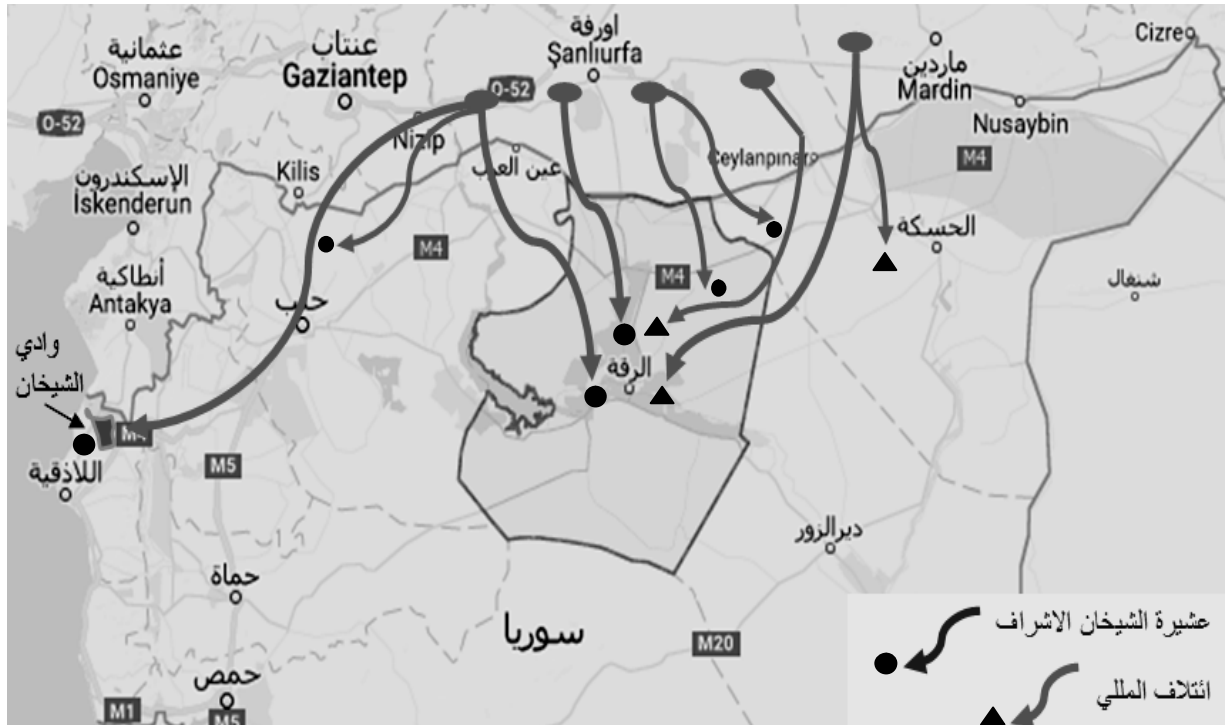 عثمانية
Osmaniye
عنتاب
Gaziantep
اورفة
Şanlıurfa
ماردين
Mardin
Cizre
O-52
O-52
Nizip
Nusaybin
Kilis
عين العرب
Ceylanpınar
M4
الإسكندرون
İskenderun
M4
M4
الحسكة
أنطاكية
Antakya
حلب
شنغال
وادي
الشيخان
الرقة
M4
M5
اللاذقية
ديرالزور
حماة
سوريا
M20
حمص
M1
M5
عشيرة الشيخان الاشراف
ائتلاف المللي